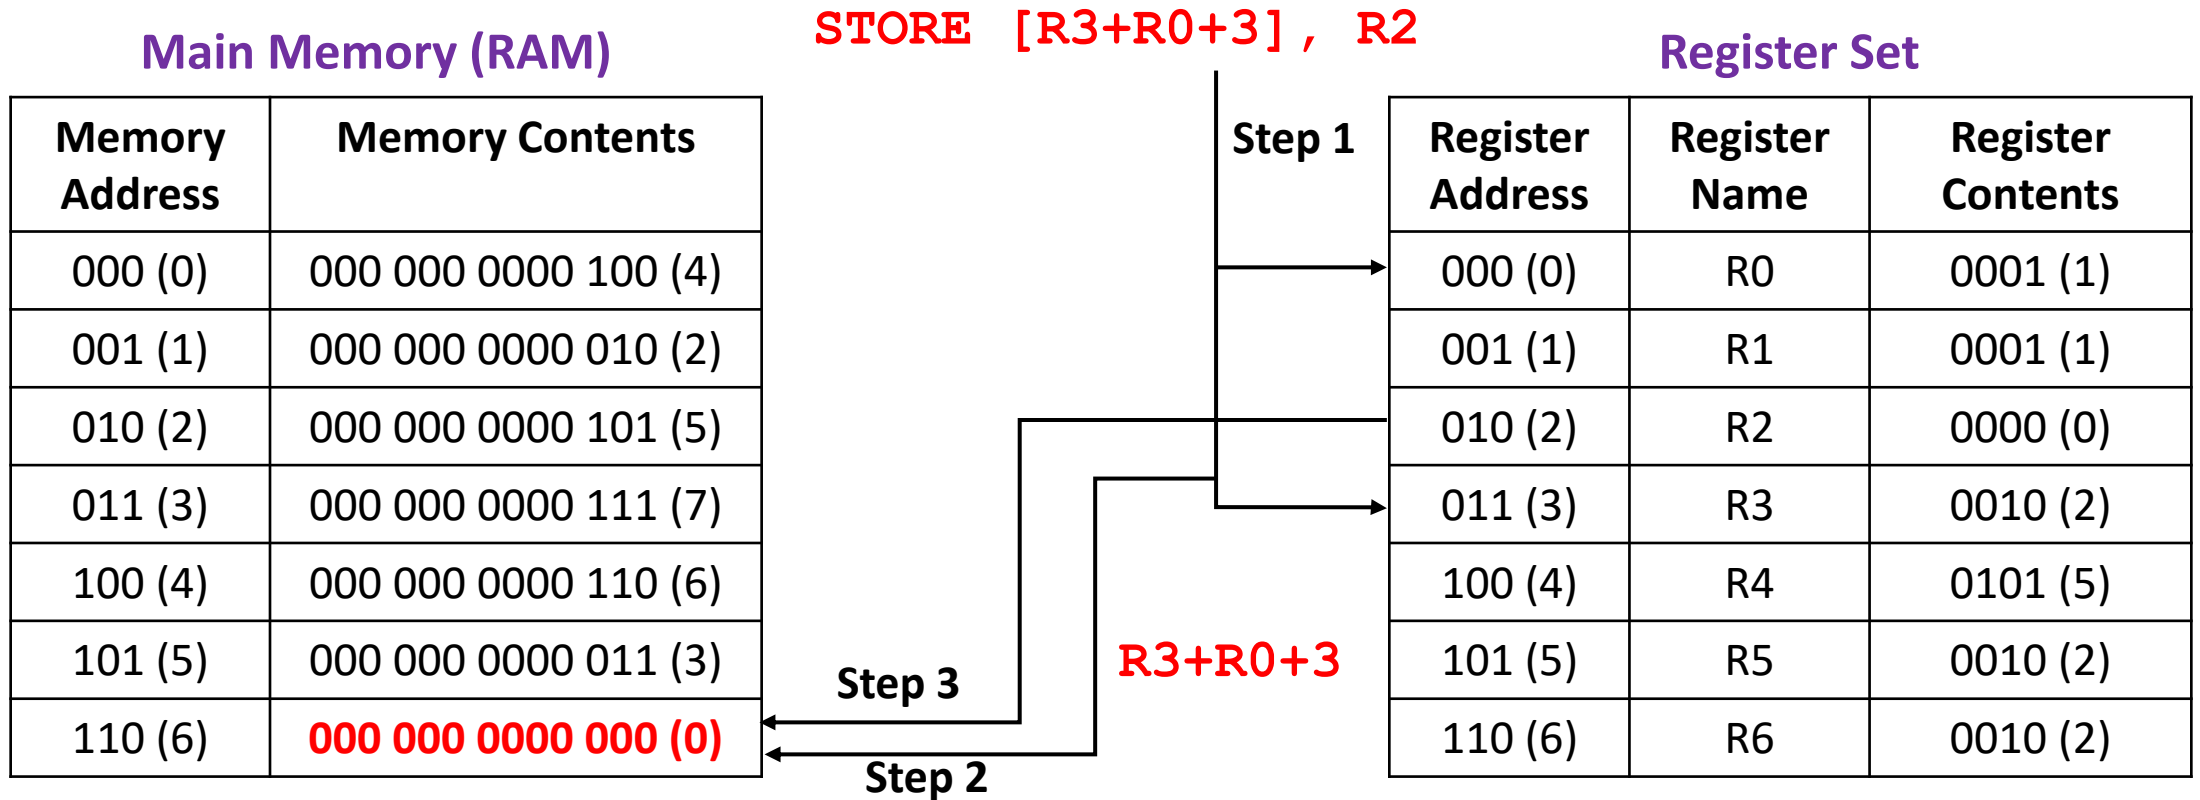 STORE [R3+R0+3], R2
Main Memory (RAM)
Memory Address Memory Contents
000 (0) 000 000 0000 100 (4)
001 (1) 000 000 0000 010 (2)
010 (2) 000 000 0000 101 (5)
011 (3) 000 000 0000 111 (7)
100 (4) 000 000 0000 110 (6)
101 (5) 000 000 0000 011 (3)
110 (6) 000 000 0000 000 (0)
Step 1
R3+R0+3
Step 3
Step 2
Register Set
Register Address Register Name Register Contents
000 (0) R0 0001 (1)
001 (1) R1 0001 (1)
010 (2) R2 0000 (0)
011 (3) R3 0010 (2)
100 (4) R4 0101 (5)
101 (5) R5 0010 (2)
110 (6) R6 0010 (2)